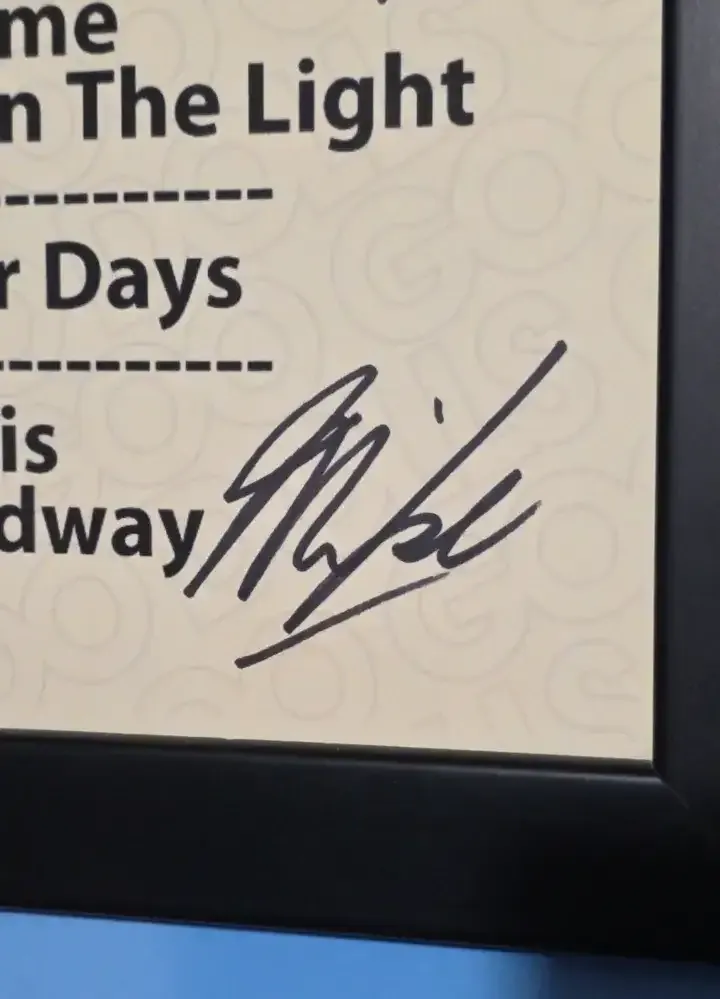 me
n The Light
----------
r Days
----------
is
dway